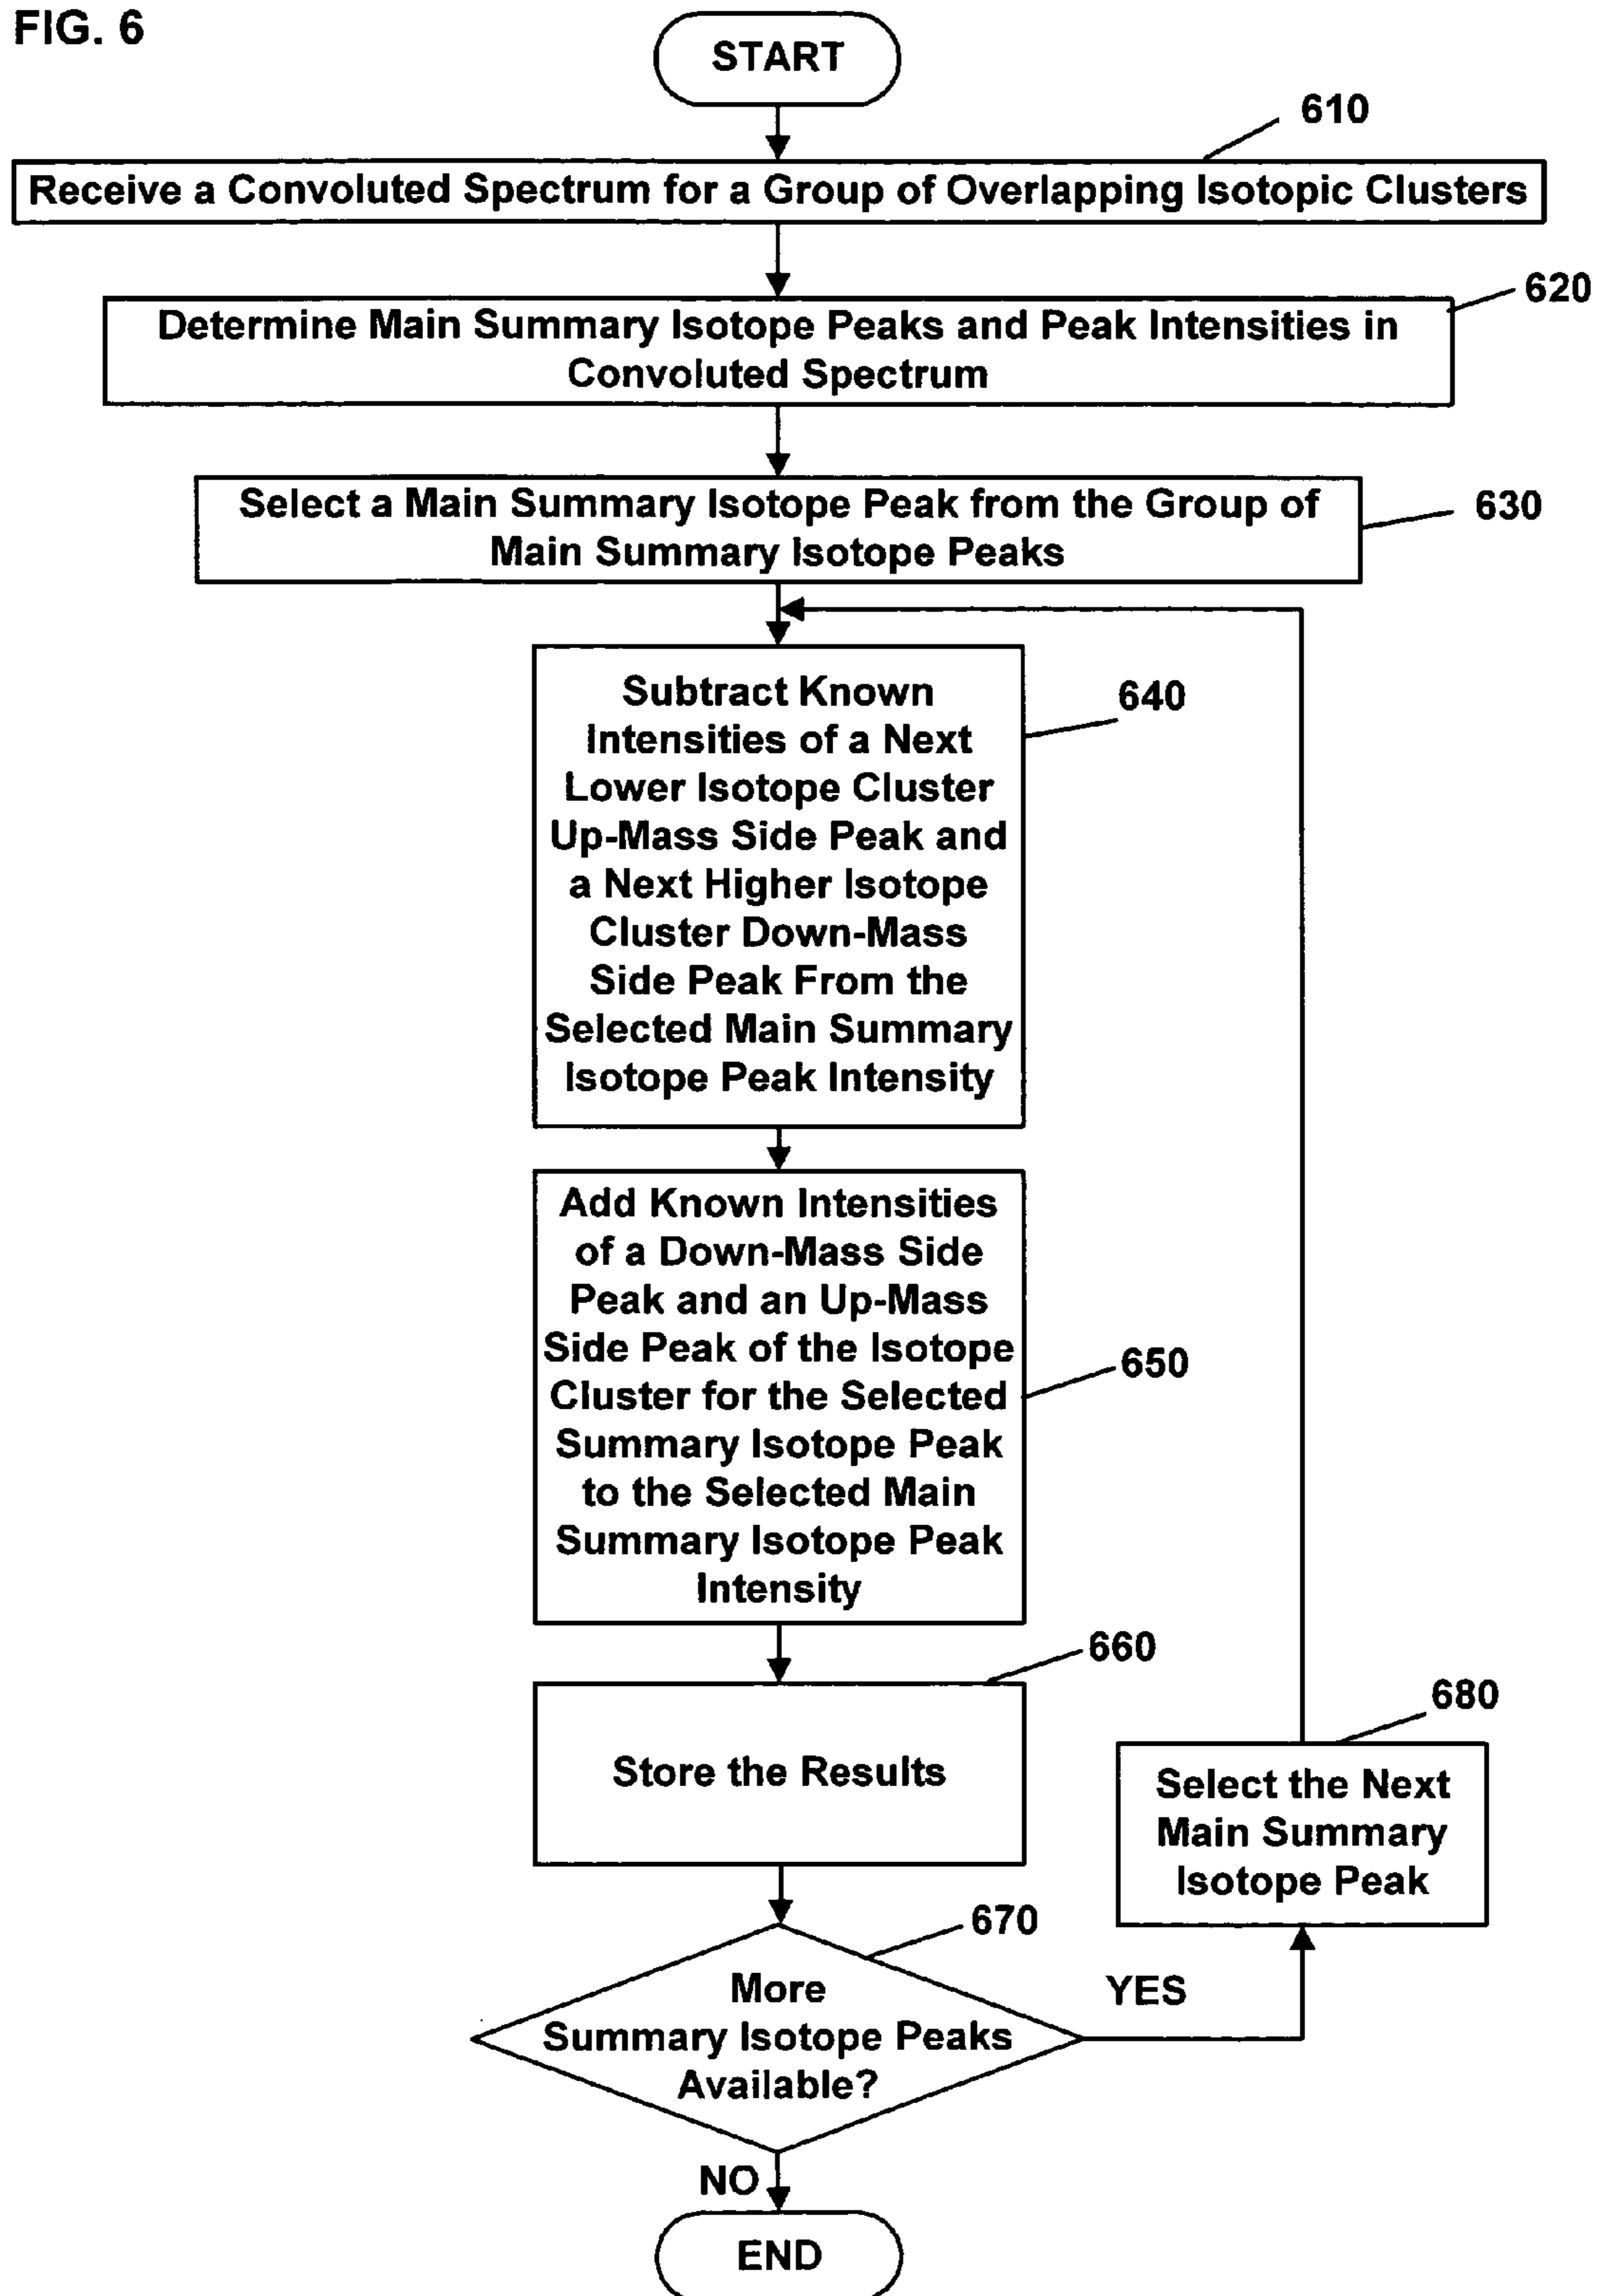 FIG. 6
START
610
Receive a Convoluted Spectrum for a Group of Overlapping Isotopic Clusters
620
Determine Main Summary Isotope Peaks and Peak Intensities in
Convoluted Spectrum
Select a Main Summary Isotope Peak from the Group of
Main Summary Isotope Peaks
630
Subtract Known
Intensities of a Next
Lower Isotope Cluster
Up-Mass Side Peak and
a Next Higher Isotope
Cluster Down-Mass
Side Peak From the
Selected Main Summary
Isotope Peak Intensity
640
Add Known Intensities
of a Down-Mass Side
Peak and an Up-Mass
Side Peak of the Isotope
Cluster for the Selected
Summary Isotope Peak
to the Selected Main
Summary Isotope Peak
Intensity
650
660
Store the Results
680
Select the Next
Main Summary
Isotope Peak
670
More
Summary Isotope Peaks
Available?
YES
NO
END